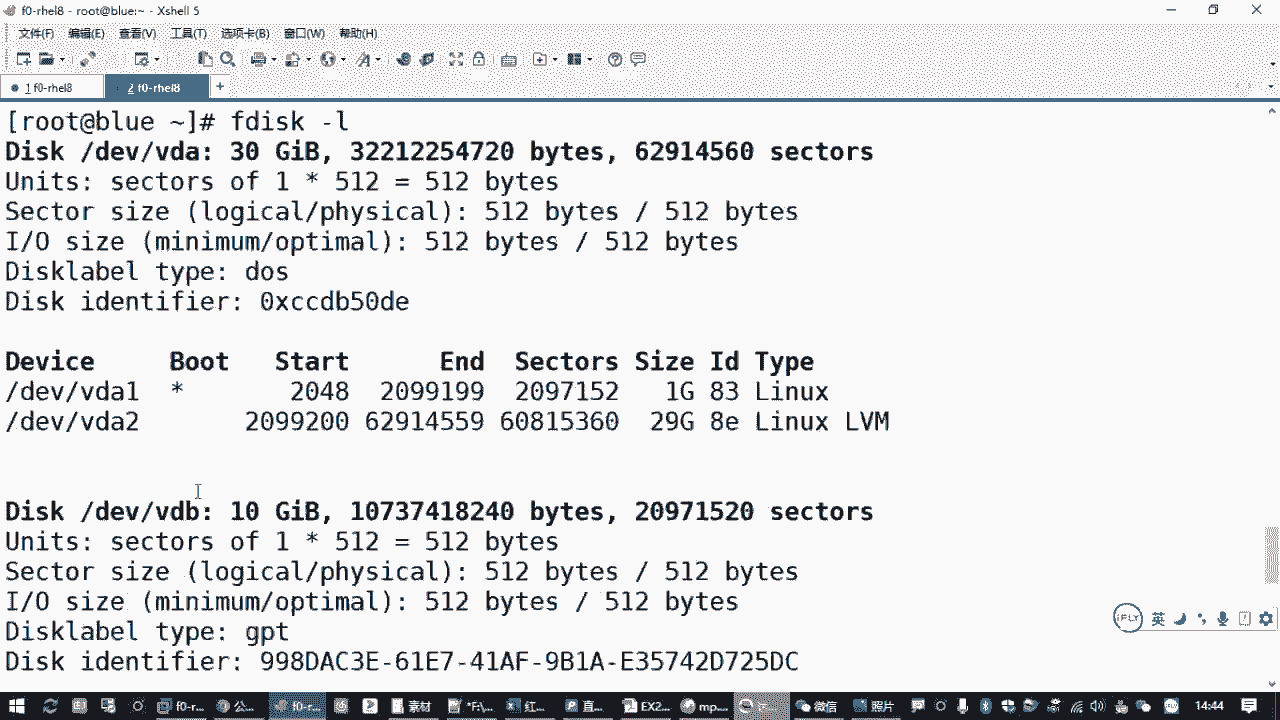 f0-rhel8 - root@blue:~ - Xshell 5
文件(F) 编辑(E) 查看(V) 工具(T) 选项卡(B) 窗口(W) 帮助(H)
1 f0-rhel8 2 f0-rhel8 +
[root@blue ~]# fdisk -l
Disk /dev/vda: 30 GiB, 32212254720 bytes, 62914560 sectors
Units: sectors of 1 * 512 = 512 bytes
Sector size (logical/physical): 512 bytes / 512 bytes
I/O size (minimum/optimal): 512 bytes / 512 bytes
Disklabel type: dos
Disk identifier: 0xccdb50de
Device Boot Start End Sectors Size Id Type
/dev/vda1 * 2048 2099199 2097152 1G 83 Linux
/dev/vda2 2099200 62914559 60815360 29G 8e Linux LVM
Disk /dev/vdb: 10 GiB, 10737418240 bytes, 20971520 sectors
Units: sectors of 1 * 512 = 512 bytes
Sector size (logical/physical): 512 bytes / 512 bytes
I/O size (minimum/optimal): 512 bytes / 512 bytes
Disklabel type: gpt
Disk identifier: 998DAC3E-61E7-41AF-9B1A-E35742D725DC
iFLY 英
f0-r... 公... f0-r... 素材 *F:\... 红... 直... EX2... mp... 微信 照片 14:44